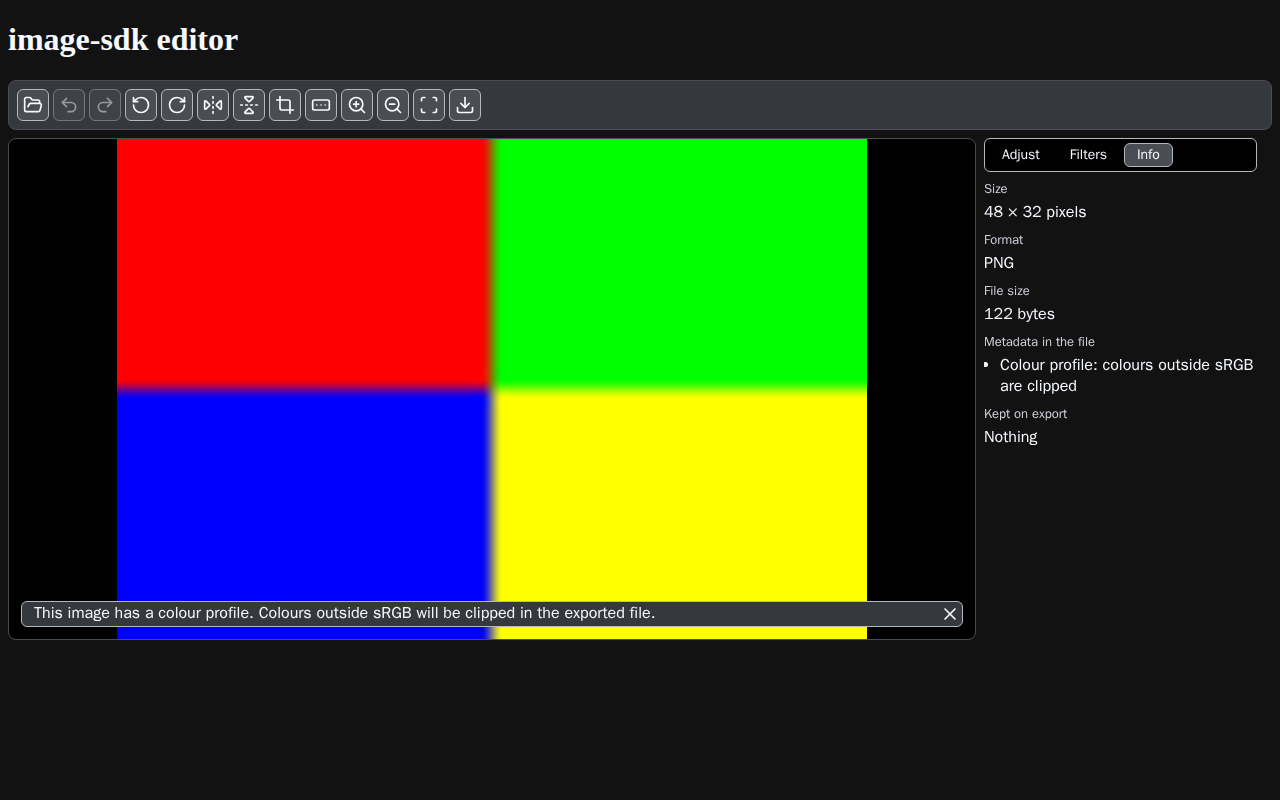 image-sdk editor
Adjust Filters Info
Size
48 × 32 pixels
Format
PNG
File size
122 bytes
Metadata in the file
• Colour profile: colours outside sRGB
are clipped
Kept on export
Nothing
This image has a colour profile. Colours outside sRGB will be clipped in the exported file.